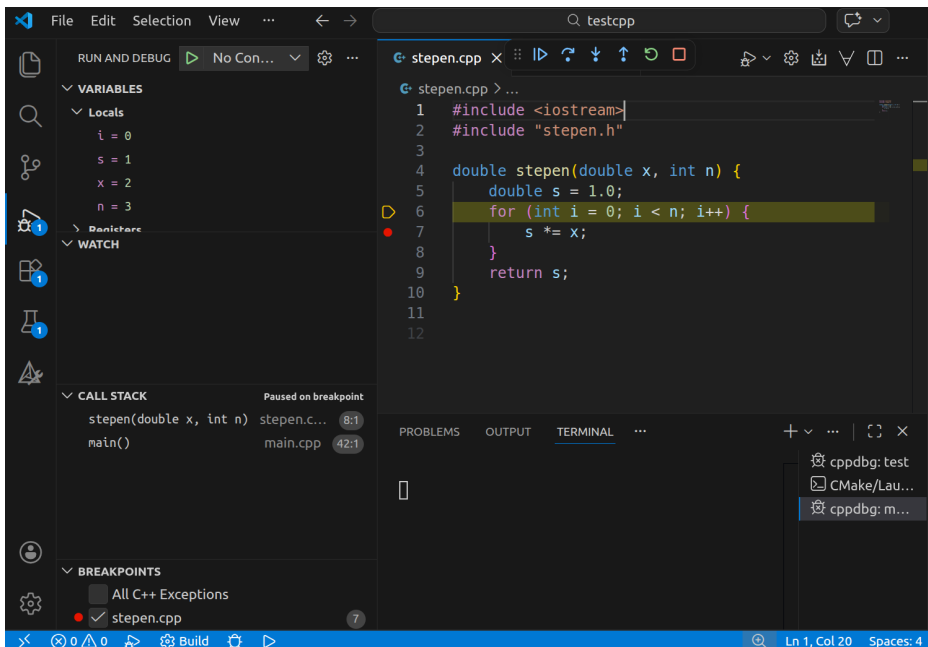 File Edit Selection View ··· testcpp
RUN AND DEBUG No Con... ···
VARIABLES
Locals
i = 0
s = 1
x = 2
n = 3
Registers
WATCH
CALL STACK Paused on breakpoint
stepen(double x, int n) stepen.c... 8:1
main() main.cpp 42:1
BREAKPOINTS
All C++ Exceptions
stepen.cpp 7
1
1
1
stepen.cpp
stepen.cpp > ...
1 #include <iostream>
2 #include "stepen.h"
3
4 double stepen(double x, int n) {
5 double s = 1.0;
6 for (int i = 0; i < n; i++) {
7 s *= x;
8 }
9 return s;
10 }
11
12
PROBLEMS OUTPUT TERMINAL ···
cppdbg: test
CMake/Lau...
cppdbg: m...
0 0 Build Ln 1, Col 20 Spaces: 4